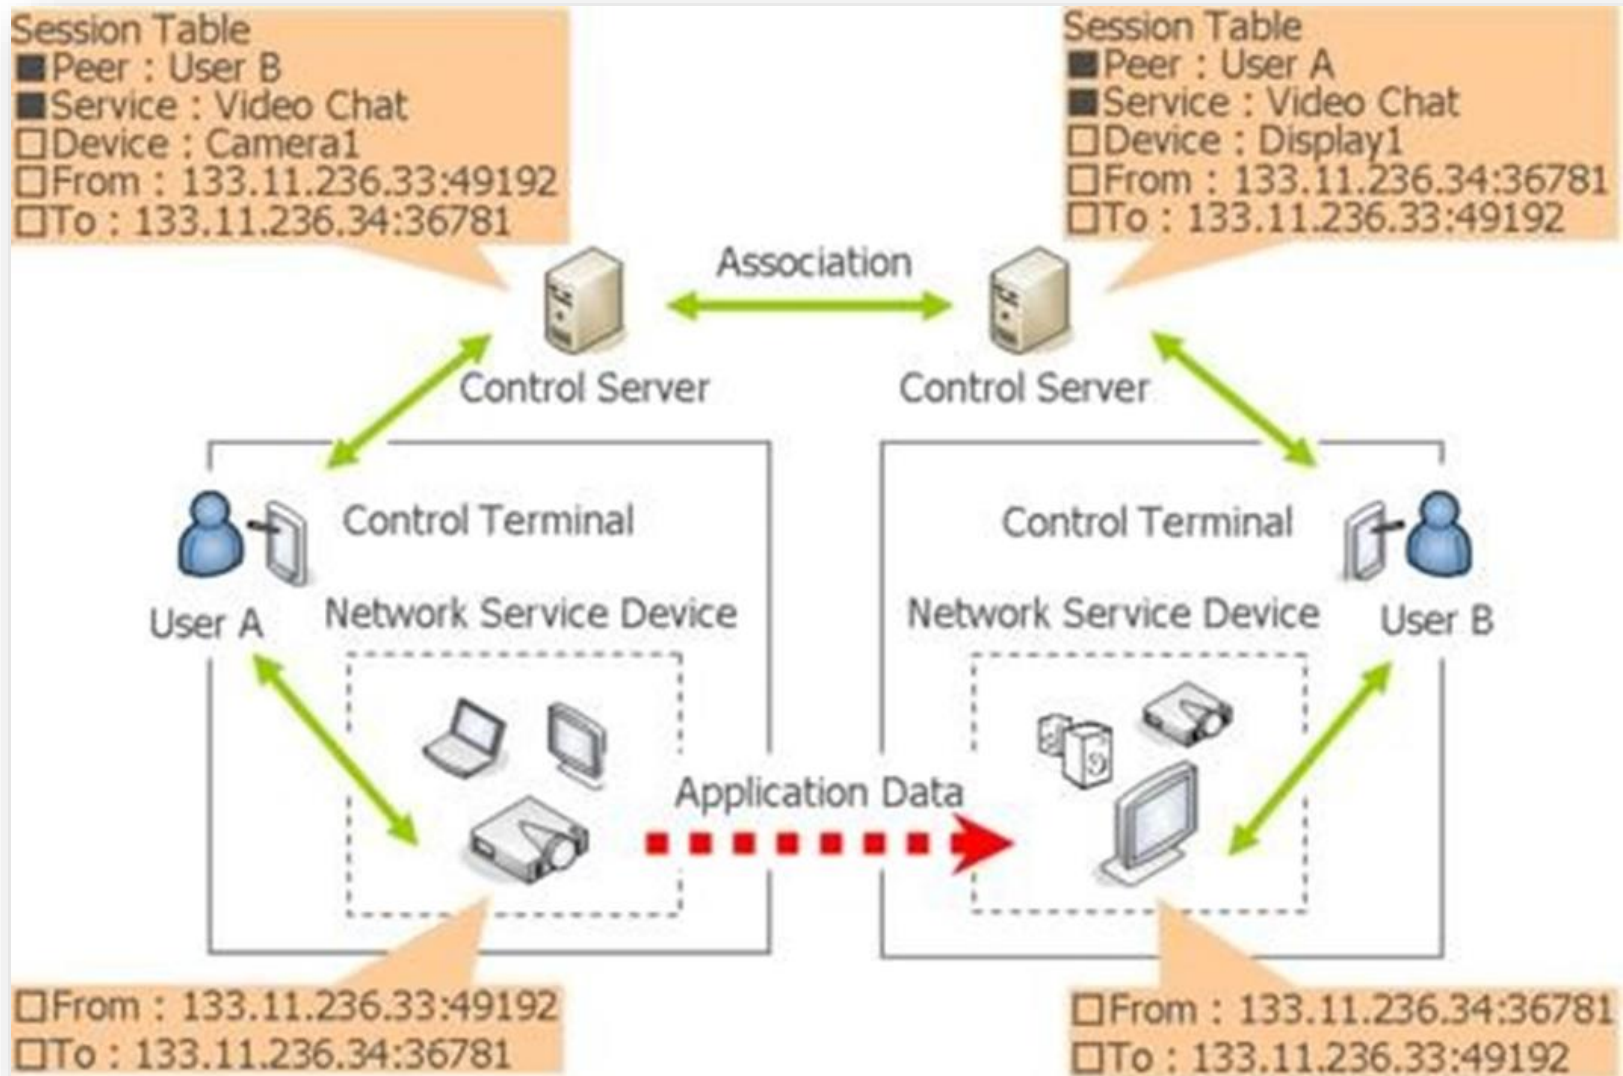 Session Table
■Peer : User B
■Service : Video Chat
□Device : Camera1
□From : 133.11.236.33:49192
□To : 133.11.236.34:36781
Session Table
■Peer : User A
■Service : Video Chat
□Device : Display1
□From : 133.11.236.34:36781
□To : 133.11.236.33:49192
Association
Control Server
Control Server
Control Terminal
Control Terminal
User A
Network Service Device
Network Service Device
User B
Application Data
□From : 133.11.236.33:49192
□To : 133.11.236.34:36781
□From : 133.11.236.34:36781
□To : 133.11.236.33:49192